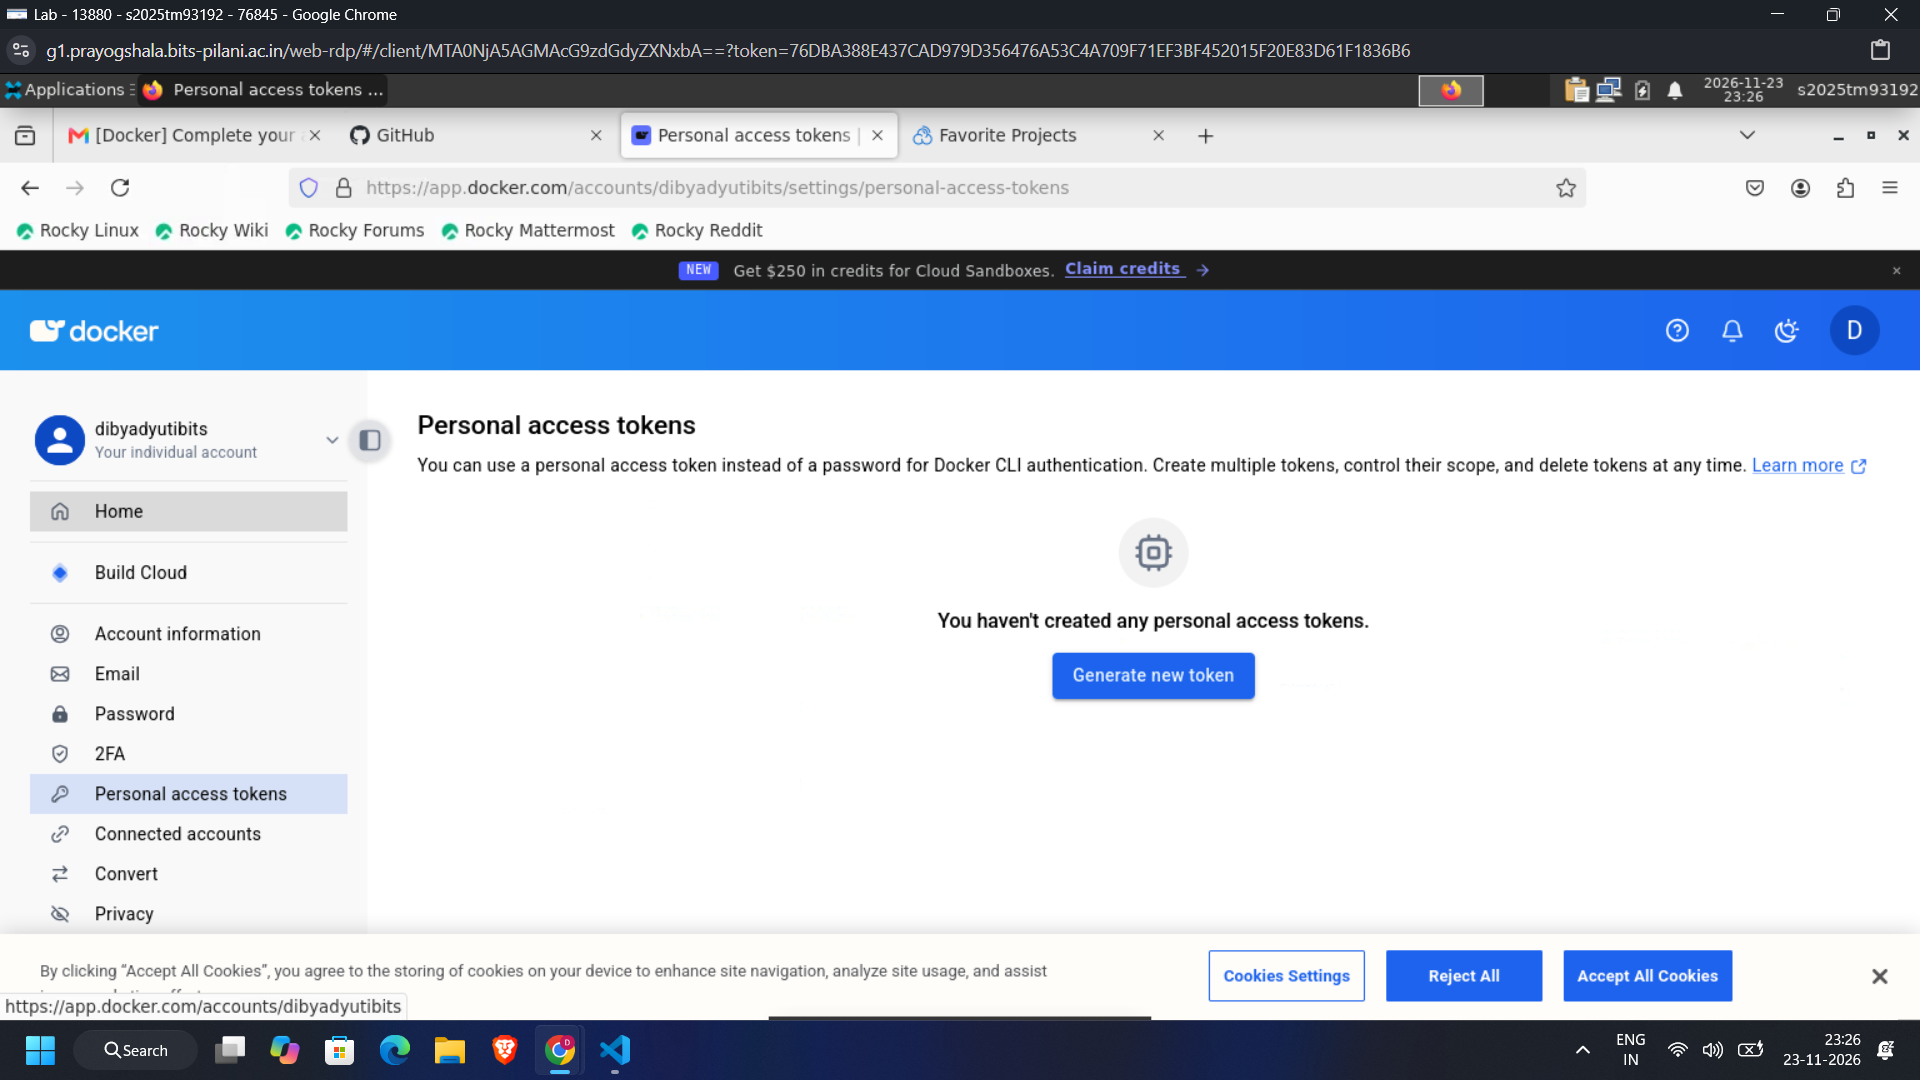 Lab - 13880 - s2025tm93192 - 76845 - Google Chrome
g1.prayogshala.bits-pilani.ac.in/web-rdp/#/client/MTA0NjA5AGMAcG9zdGdyZXNxbA==?token=76DBA388E437CAD979D356476A53C4A709F71EF3BF452015F20E83D61F1836B6
Applications Personal access tokens ... 2026-11-23 23:26 s2025tm93192
[Docker] Complete your GitHub Personal access tokens | Favorite Projects
https://app.docker.com/accounts/dibyadyutibits/settings/personal-access-tokens
Rocky Linux Rocky Wiki Rocky Forums Rocky Mattermost Rocky Reddit
NEW Get $250 in credits for Cloud Sandboxes. Claim credits →
docker D
dibyadyutibits
Your individual account
Home
Build Cloud
Account information
Email
Password
2FA
Personal access tokens
Connected accounts
Convert
Privacy
Personal access tokens
You can use a personal access token instead of a password for Docker CLI authentication. Create multiple tokens, control their scope, and delete tokens at any time. Learn more
You haven't created any personal access tokens.
Generate new token
By clicking “Accept All Cookies”, you agree to the storing of cookies on your device to enhance site navigation, analyze site usage, and assist
Cookies Settings Reject All Accept All Cookies
https://app.docker.com/accounts/dibyadyutibits
Search
ENG
IN
23:26
23-11-2026